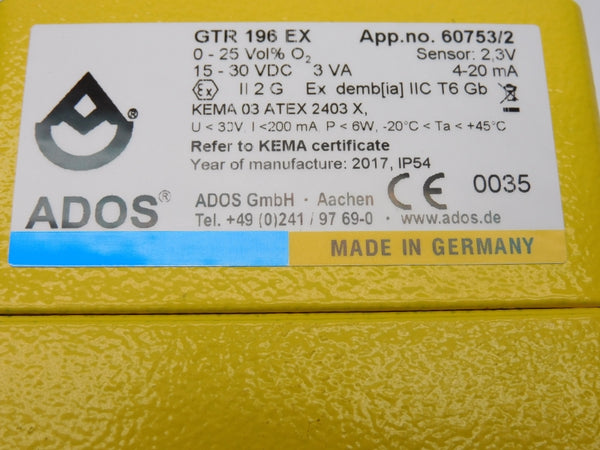 GTR 196 EX App.no. 60753/2
0 - 25 Vol% O₂ Sensor: 2,3V
15 - 30 VDC 3 VA 4-20 mA
Ex II 2 G Ex demb[ia] IIC T6 Gb
KEMA 03 ATEX 2403 X,
U < 30V, I <200 mA, P < 6W, -20°C < Ta < +45°C
Refer to KEMA certificate
Year of manufacture: 2017, IP54
CE 0035
®
ADOS®
ADOS GmbH · Aachen
Tel. +49 (0)241 / 97 69-0 · www.ados.de
MADE IN GERMANY